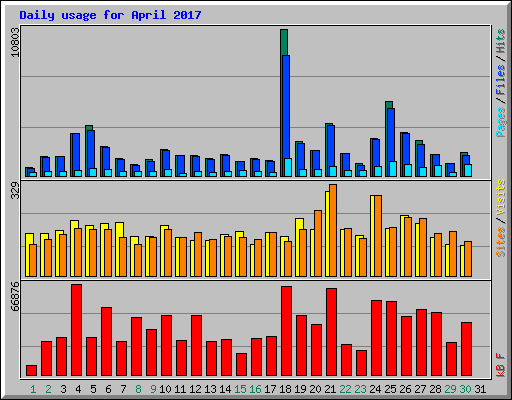 Daily usage for April 2017
10803
Pages / Files / Hits
329
Sites / Visits
66876
kB F
1 2 3 4 5 6 7 8 9 10 11 12 13 14 15 16 17 18 19 20 21 22 23 24 25 26 27 28 29 30 31